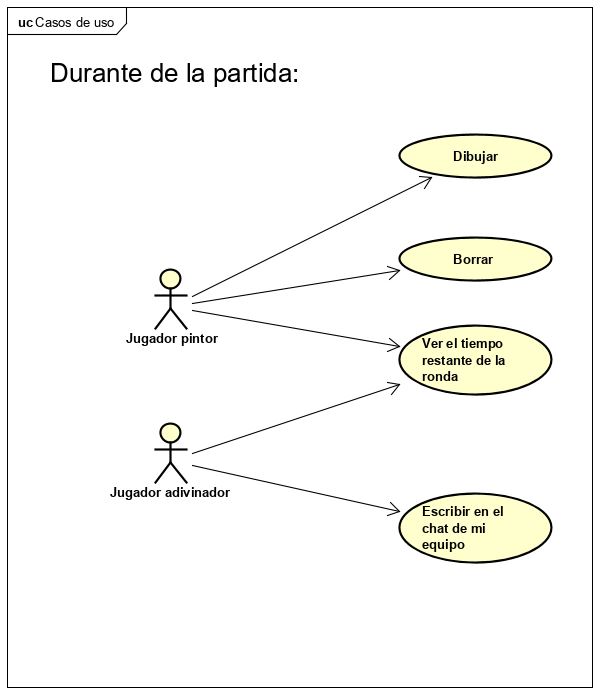 uc Casos de uso
Durante de la partida:
Dibujar
Borrar
Jugador pintor
Ver el tiempo
restante de la
ronda
Jugador adivinador
Escribir en el
chat de mi
equipo